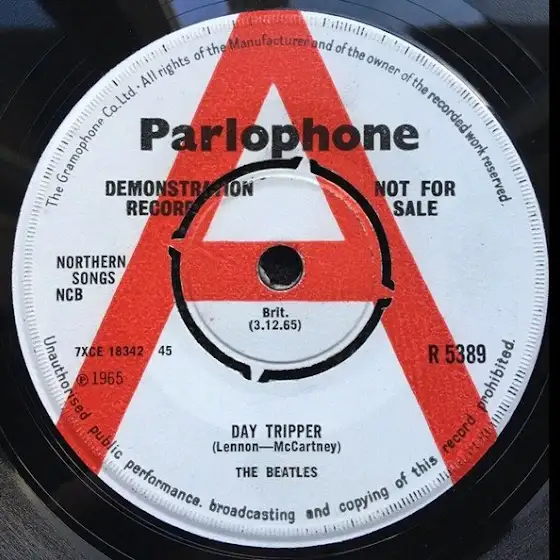 The Gramophone Co. Ltd · All rights of the Manufacturer and of the owner of the recorded work reserved.
Parlophone
DEMONSTRATION
RECORD
NOT FOR
SALE
NORTHERN
SONGS
NCB
Brit.
(3.12.65)
7XCE 18342 45
℗ 1965
R 5389
DAY TRIPPER
(Lennon—McCartney)
THE BEATLES
Unauthorised public performance, broadcasting and copying of this record prohibited.
A